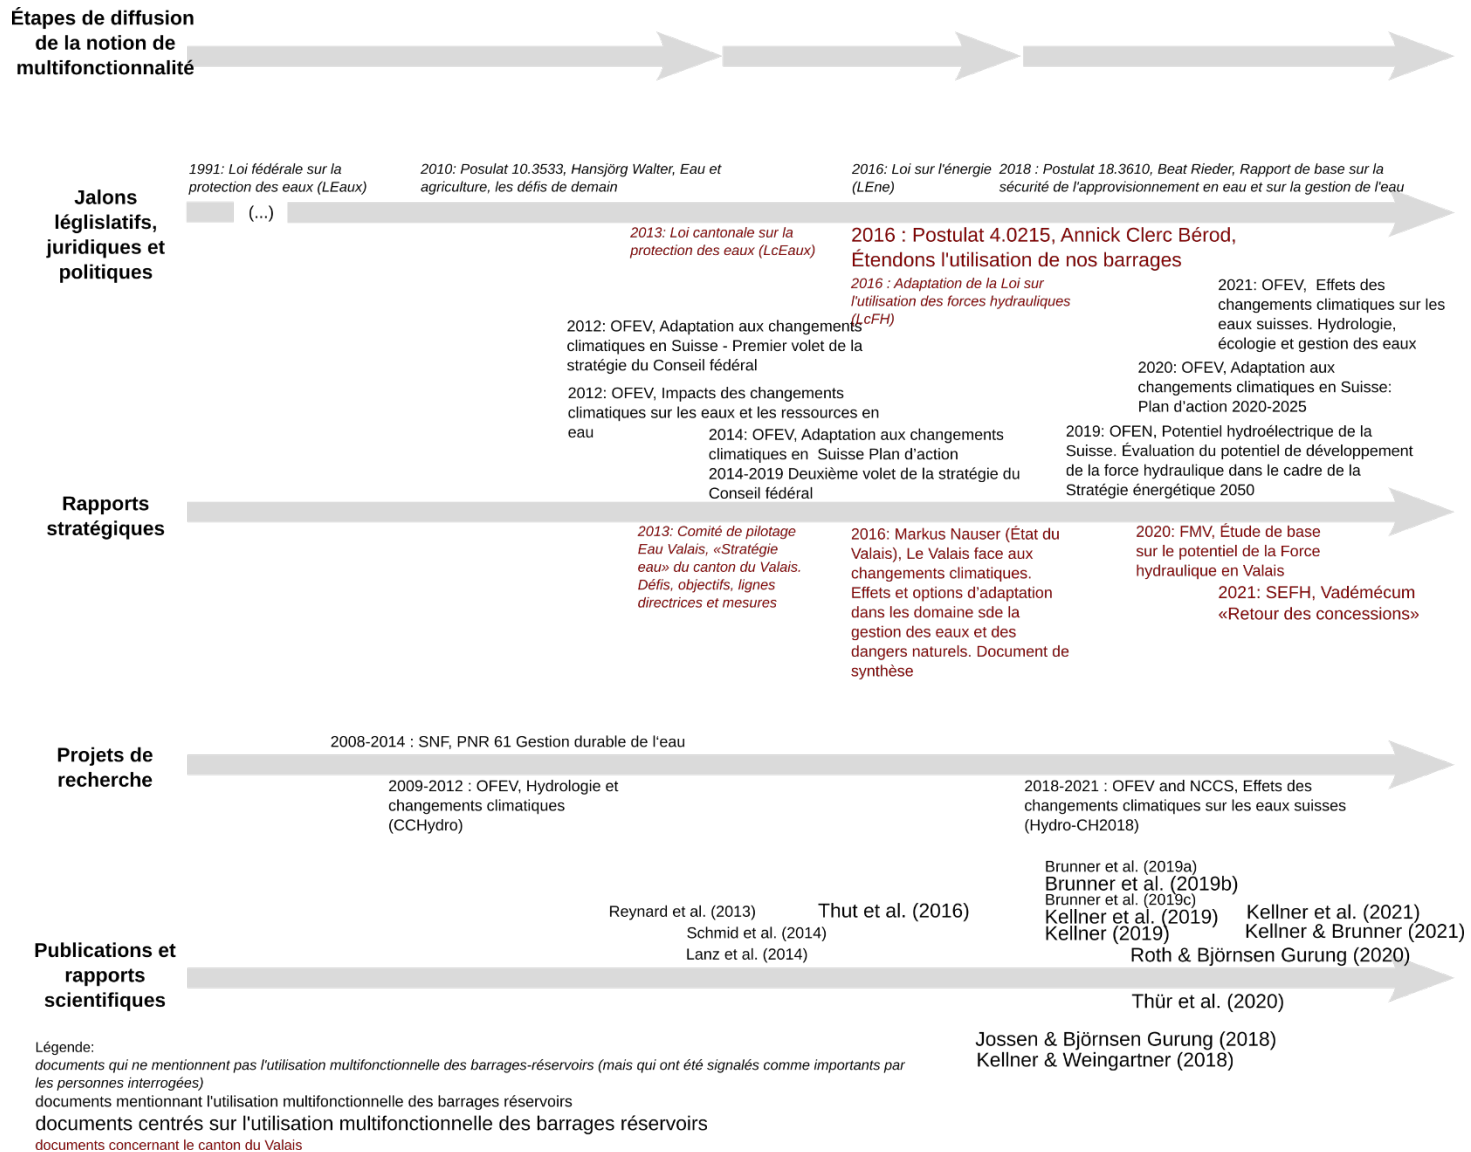 Étapes de diffusion
de la notion de
multifonctionnalité
1991: Loi fédérale sur la
protection des eaux (LEaux)
2010: Posulat 10.3533, Hansjörg Walter, Eau et
agriculture, les défis de demain
2016: Loi sur l'énergie
(LEne)
2018 : Postulat 18.3610, Beat Rieder, Rapport de base sur la
sécurité de l'approvisionnement en eau et sur la gestion de l'eau
Jalons
léglislatifs,
juridiques et
politiques
(...)
2013: Loi cantonale sur la
protection des eaux (LcEaux)
2016 : Postulat 4.0215, Annick Clerc Bérod,
Étendons l'utilisation de nos barrages
2016 : Adaptation de la Loi sur
l'utilisation des forces hydrauliques
(LcFH)
2021: OFEV, Effets des
changements climatiques sur les
eaux suisses. Hydrologie,
écologie et gestion des eaux
2012: OFEV, Adaptation aux changements
climatiques en Suisse - Premier volet de la
stratégie du Conseil fédéral
2020: OFEV, Adaptation aux
changements climatiques en Suisse:
Plan d'action 2020-2025
2012: OFEV, Impacts des changements
climatiques sur les eaux et les ressources en
eau
2014: OFEV, Adaptation aux changements
climatiques en Suisse Plan d'action
2014-2019 Deuxième volet de la stratégie du
Conseil fédéral
2019: OFEN, Potentiel hydroélectrique de la
Suisse. Évaluation du potentiel de développement
de la force hydraulique dans le cadre de la
Stratégie énergétique 2050
Rapports
stratégiques
2013: Comité de pilotage
Eau Valais, «Stratégie
eau» du canton du Valais.
Défis, objectifs, lignes
directrices et mesures
2016: Markus Nauser (État du
Valais), Le Valais face aux
changements climatiques.
Effets et options d'adaptation
dans les domaine sde la
gestion des eaux et des
dangers naturels. Document de
synthèse
2020: FMV, Étude de base
sur le potentiel de la Force
hydraulique en Valais
2021: SEFH, Vadémécum
«Retour des concessions»
Projets de
recherche
2008-2014 : SNF, PNR 61 Gestion durable de l'eau
2009-2012 : OFEV, Hydrologie et
changements climatiques
(CCHydro)
2018-2021 : OFEV and NCCS, Effets des
changements climatiques sur les eaux suisses
(Hydro-CH2018)
Publications et
rapports
scientifiques
Reynard et al. (2013)
Schmid et al. (2014)
Lanz et al. (2014)
Thut et al. (2016)
Brunner et al. (2019a)
Brunner et al. (2019b)
Brunner et al. (2019c)
Kellner et al. (2019)
Kellner (2019)
Kellner et al. (2021)
Kellner & Brunner (2021)
Roth & Björnsen Gurung (2020)
Thür et al. (2020)
Jossen & Björnsen Gurung (2018)
Kellner & Weingartner (2018)
Légende:
documents qui ne mentionnent pas l'utilisation multifonctionnelle des barrages-réservoirs (mais qui ont été signalés comme importants par
les personnes interrogées)
documents mentionnant l'utilisation multifonctionnelle des barrages réservoirs
documents centrés sur l'utilisation multifonctionnelle des barrages réservoirs
documents concernant le canton du Valais